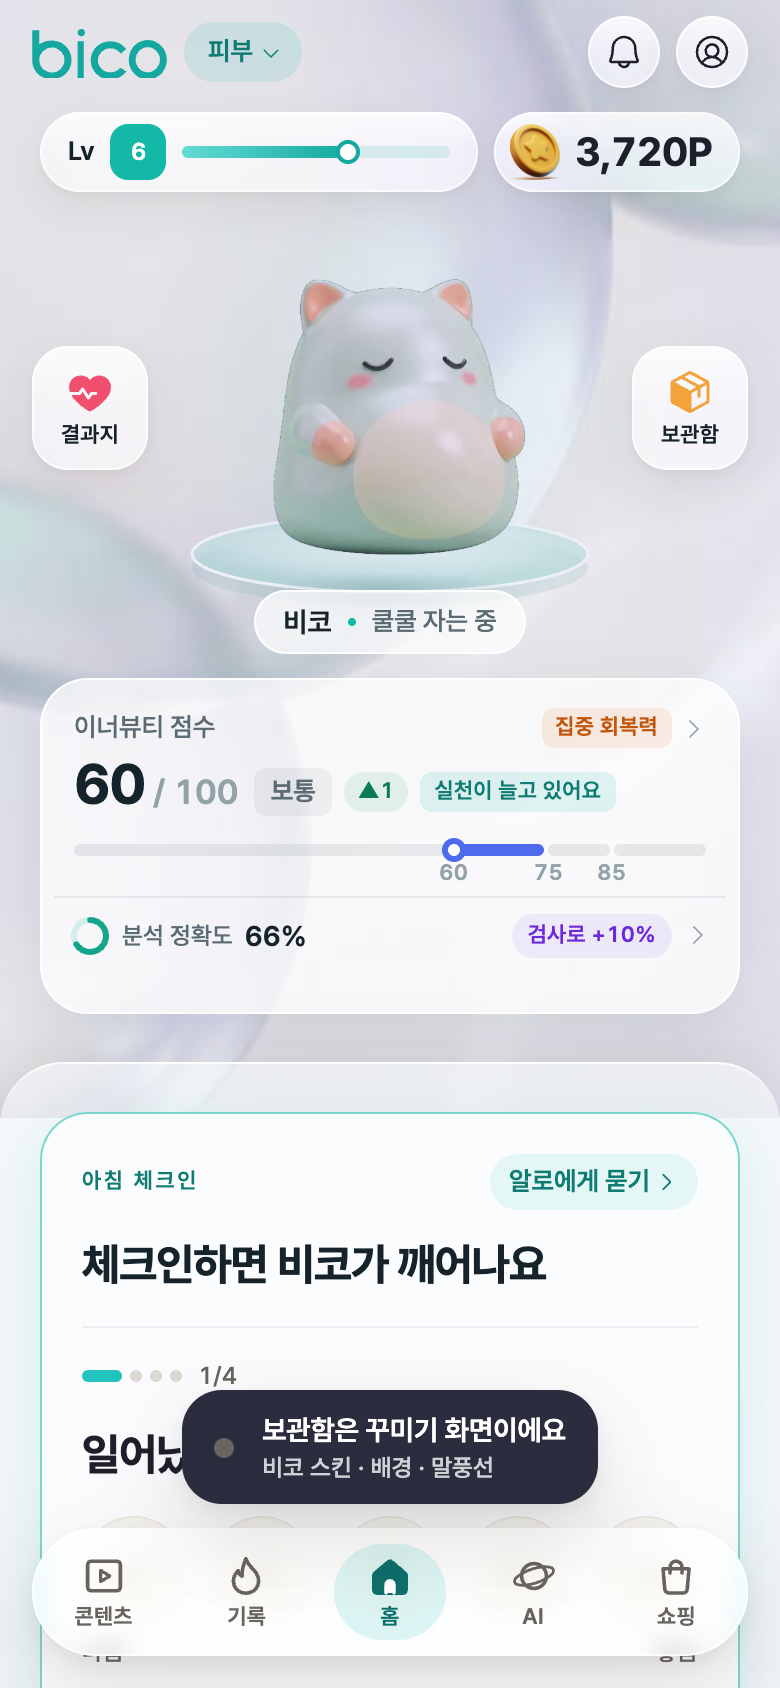 bico 피부
Lv 6 3,720P
결과지
보관함
비코 • 쿨쿨 자는 중
이너뷰티 점수 집중 회복력
60 / 100 보통 ▲1 실천이 늘고 있어요
60 75 85
분석 정확도 66% 검사로 +10%
아침 체크인 알로에게 묻기
체크인하면 비코가 깨어나요
1/4
보관함은 꾸미기 화면이에요
일어났
비코 스킨 · 배경 · 말풍선
콘텐츠 기록 홈 AI 쇼핑